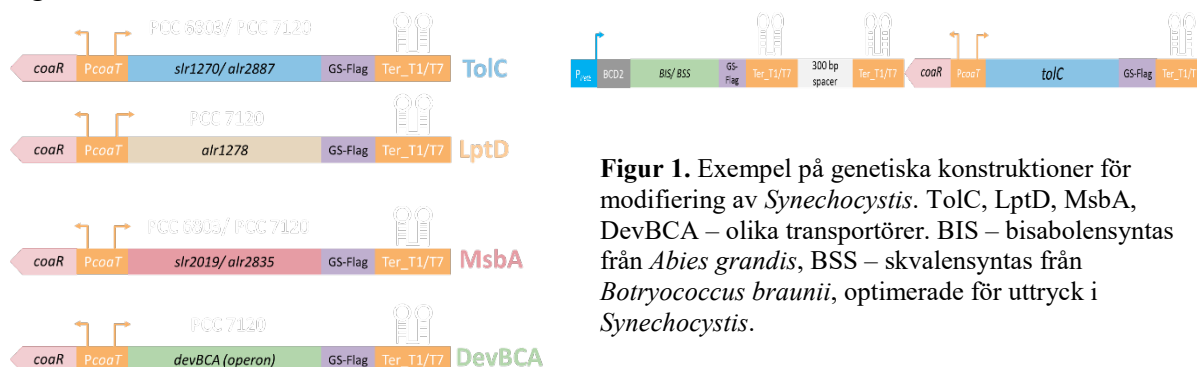 PCC 6803/ PCC 7120
coaR PcoaT slr1270/ alr2887 GS-Flag Ter_T1/T7 TolC
PCC 7120
coaR PcoaT alr1278 GS-Flag Ter_T1/T7 LptD
PCC 6803/ PCC 7120
coaR PcoaT slr2019/ alr2835 GS-Flag Ter_T1/T7 MsbA
PCC 7120
coaR PcoaT devBCA (operon) GS-Flag Ter_T1/T7 DevBCA
BCD2 BIS/ BSS GS-Flag Ter_T1/T7 300 bp spacer Ter_T1/T7 coaR PcoaT tolC GS-Flag Ter_T1/T7
Figur 1. Exempel på genetiska konstruktioner för
modifiering av Synechocystis. TolC, LptD, MsbA,
DevBCA – olika transportörer. BIS – bisabolensyntas
från Abies grandis, BSS – skvalensyntas från
Botryococcus braunii, optimerade för uttryck i
Synechocystis.